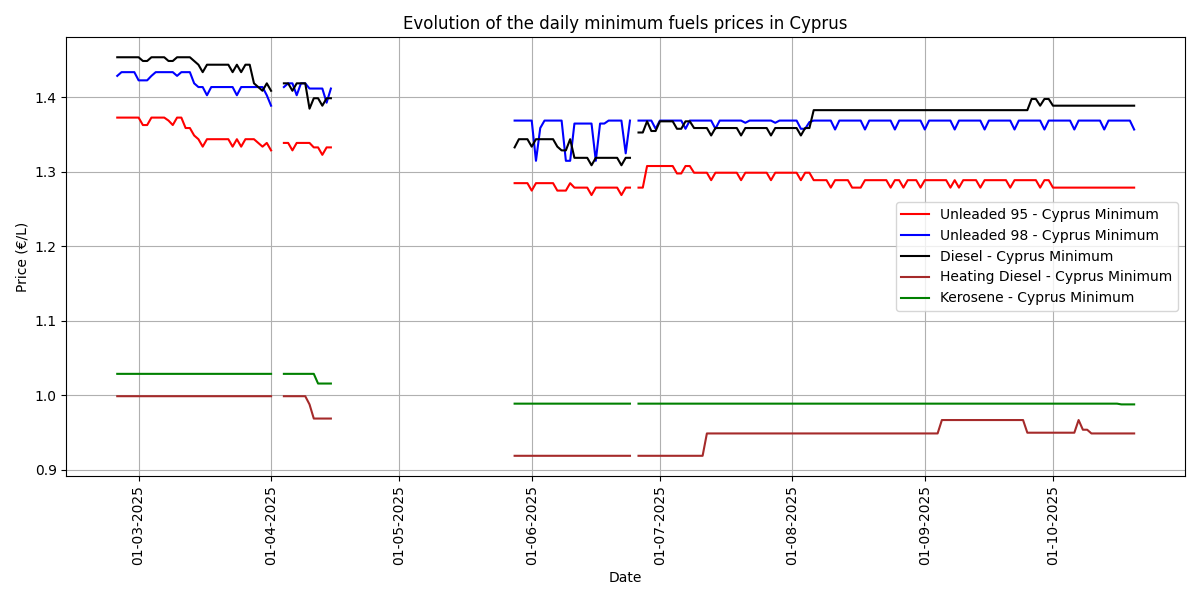 Evolution of the daily minimum fuels prices in Cyprus
Price (€/L)
1.4
1.3
1.2
1.1
1.0
0.9
Unleaded 95 - Cyprus Minimum
Unleaded 98 - Cyprus Minimum
Diesel - Cyprus Minimum
Heating Diesel - Cyprus Minimum
Kerosene - Cyprus Minimum
01-03-2025
01-04-2025
01-05-2025
01-06-2025
01-07-2025
01-08-2025
01-09-2025
01-10-2025
Date